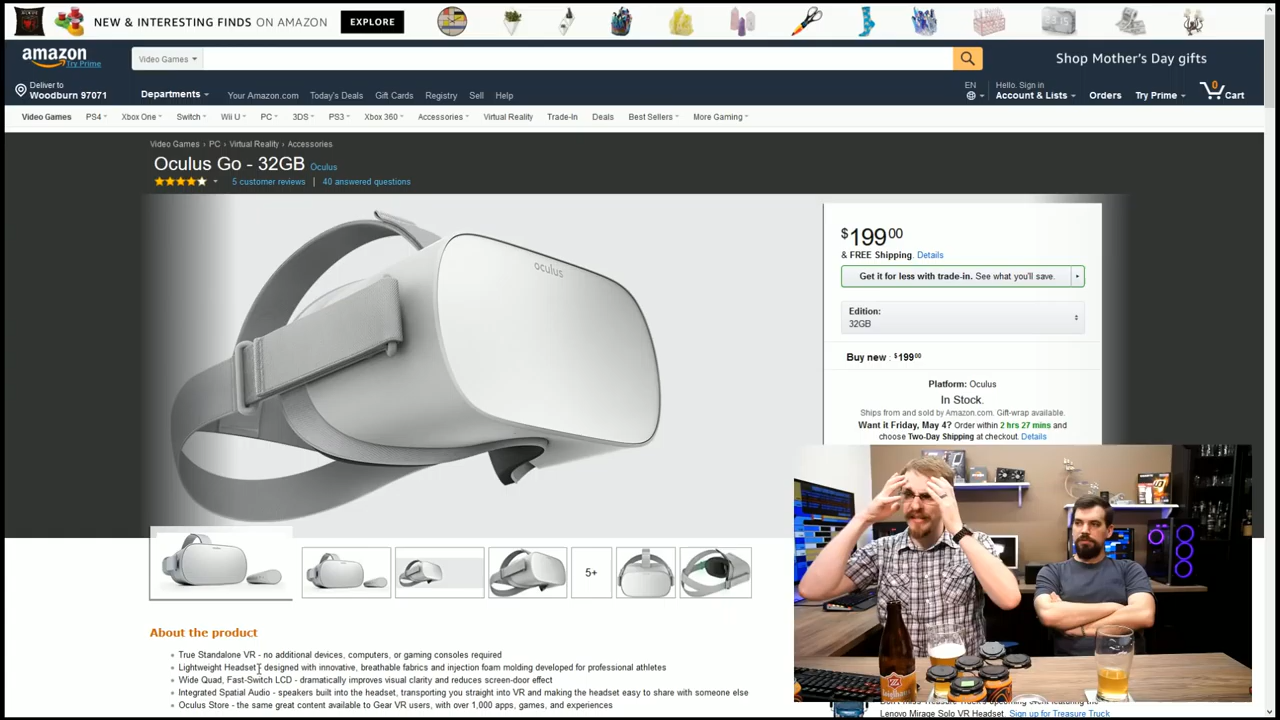 NEW & INTERESTING FINDS ON AMAZON EXPLORE
amazon
Try Prime
Video Games
Shop Mother's Day gifts
Deliver to
Woodburn 97071
Departments Your Amazon.com Today's Deals Gift Cards Registry Sell Help
EN
Hello. Sign in
Account & Lists Orders Try Prime 0 Cart
Video Games PS4 Xbox One Switch Wii U PC 3DS PS3 Xbox 360 Accessories Virtual Reality Trade-In Deals Best Sellers More Gaming
Video Games › PC › Virtual Reality › Accessories
Oculus Go - 32GB Oculus
5 customer reviews | 40 answered questions
oculus
$199 00
& FREE Shipping. Details
Get it for less with trade-in. See what you'll save.
Edition:
32GB
Buy new : $199 00
Platform: Oculus
In Stock.
Ships from and sold by Amazon.com. Gift-wrap available.
Want it Friday, May 4? Order within 2 hrs 27 mins and
choose Two-Day Shipping at checkout. Details
5+
About the product
True Standalone VR - no additional devices, computers, or gaming consoles required
Lightweight Headset - designed with innovative, breathable fabrics and injection foam molding developed for professional athletes
Wide Quad, Fast-Switch LCD - dramatically improves visual clarity and reduces screen-door effect
Integrated Spatial Audio - speakers built into the headset, transporting you straight into VR and making the headset easy to share with someone else
Oculus Store - the same great content available to Gear VR users, with over 1,000 apps, games, and experiences
Lenovo Mirage Solo VR Headset. Sign up for Treasure Truck